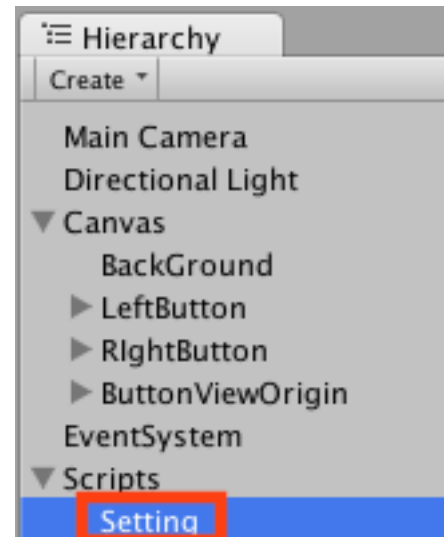 Hierarchy
Create
Main Camera
Directional Light
Canvas
BackGround
LeftButton
RIghtButton
ButtonViewOrigin
EventSystem
Scripts
Setting